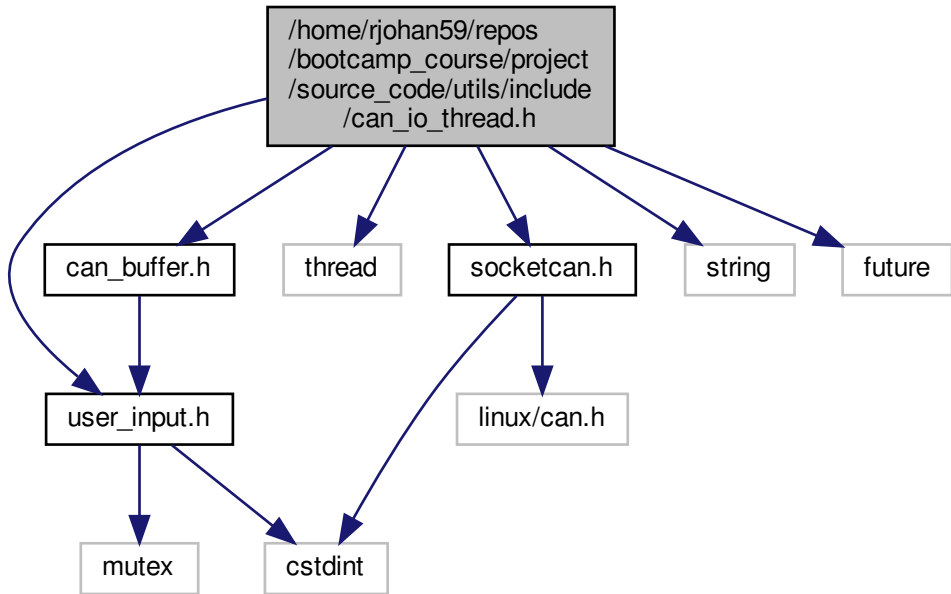 /home/rjohan59/repos
/bootcamp_course/project
/source_code/utils/include
/can_io_thread.h
can_buffer.h
thread
socketcan.h
string
future
user_input.h
linux/can.h
mutex
cstdint